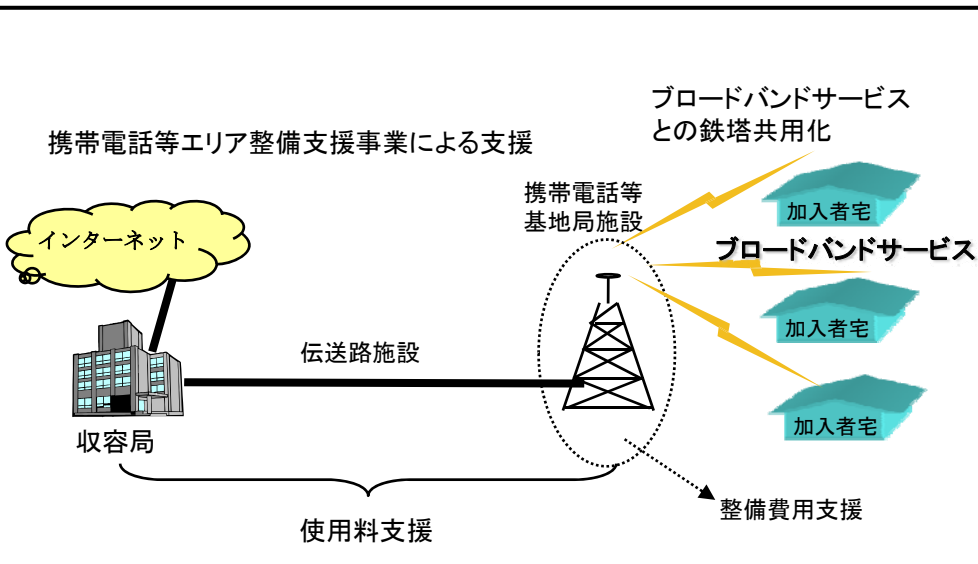 ブロードバンドサービス
との鉄塔共用化
携帯電話等エリア整備支援事業による支援
携帯電話等
基地局施設
加入者宅
インターネット
ブロードバンドサービス
加入者宅
伝送路施設
加入者宅
収容局
整備費用支援
使用料支援